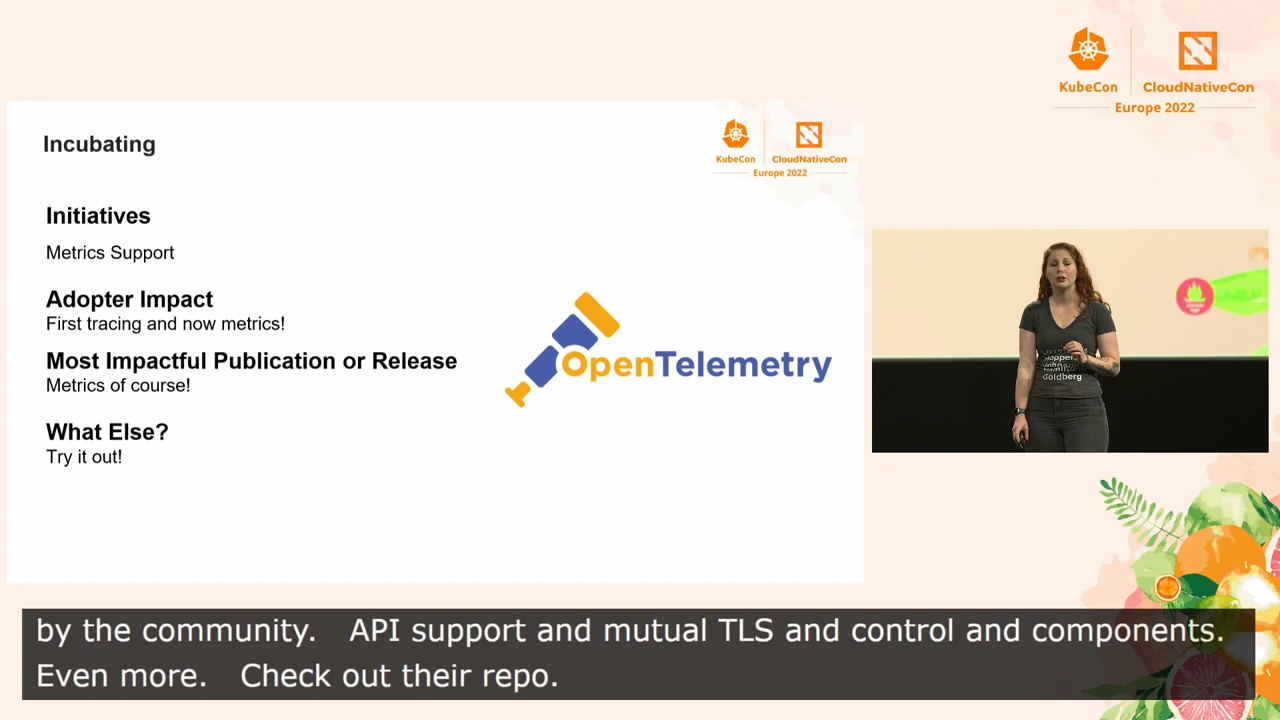 KubeCon
CloudNativeCon
Europe 2022
Incubating
KubeCon
CloudNativeCon
Europe 2022
Initiatives
Metrics Support
Adopter Impact
First tracing and now metrics!
Most Impactful Publication or Release
Metrics of course!
What Else?
Try it out!
OpenTelemetry
Hopper
Goldberg
by the community. API support and mutual TLS and control and components.
Even more. Check out their repo.